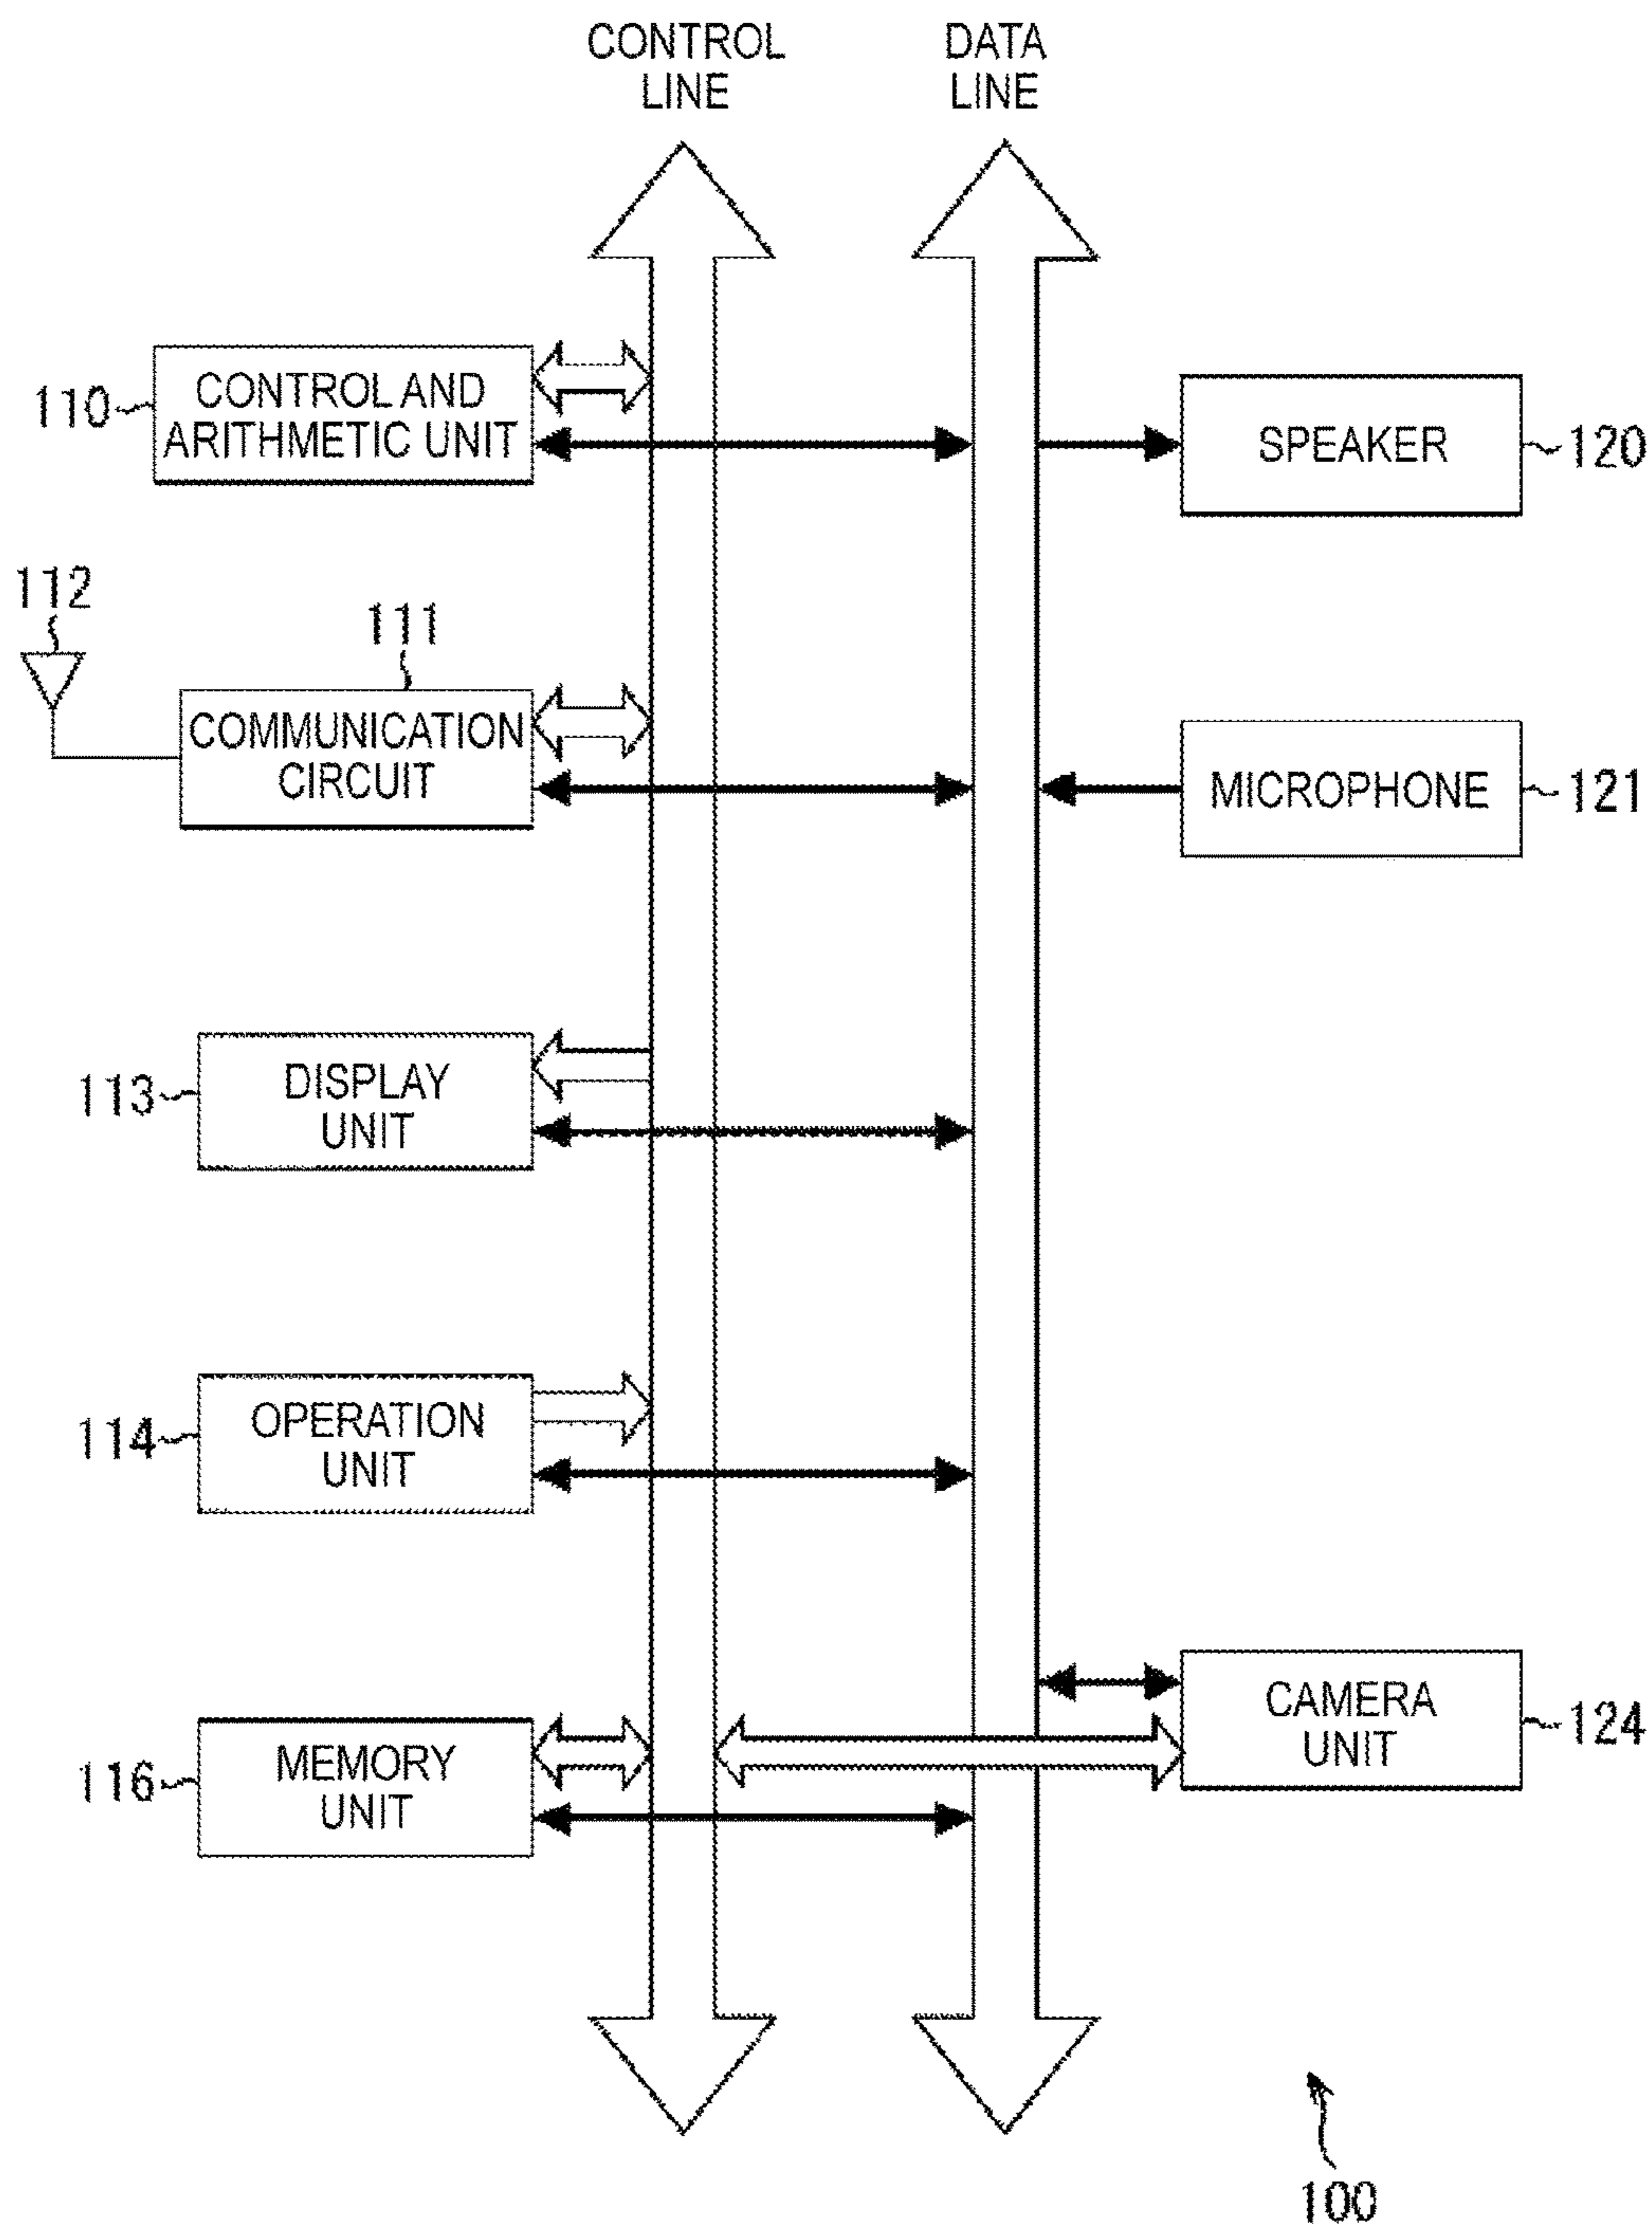 CONTROL
LINE
DATA
LINE
110
CONTROL AND
ARITHMETIC UNIT
SPEAKER
120
112
111
COMMUNICATION
CIRCUIT
MICROPHONE
121
113
DISPLAY
UNIT
114
OPERATION
UNIT
116
MEMORY
UNIT
CAMERA
UNIT
124
100